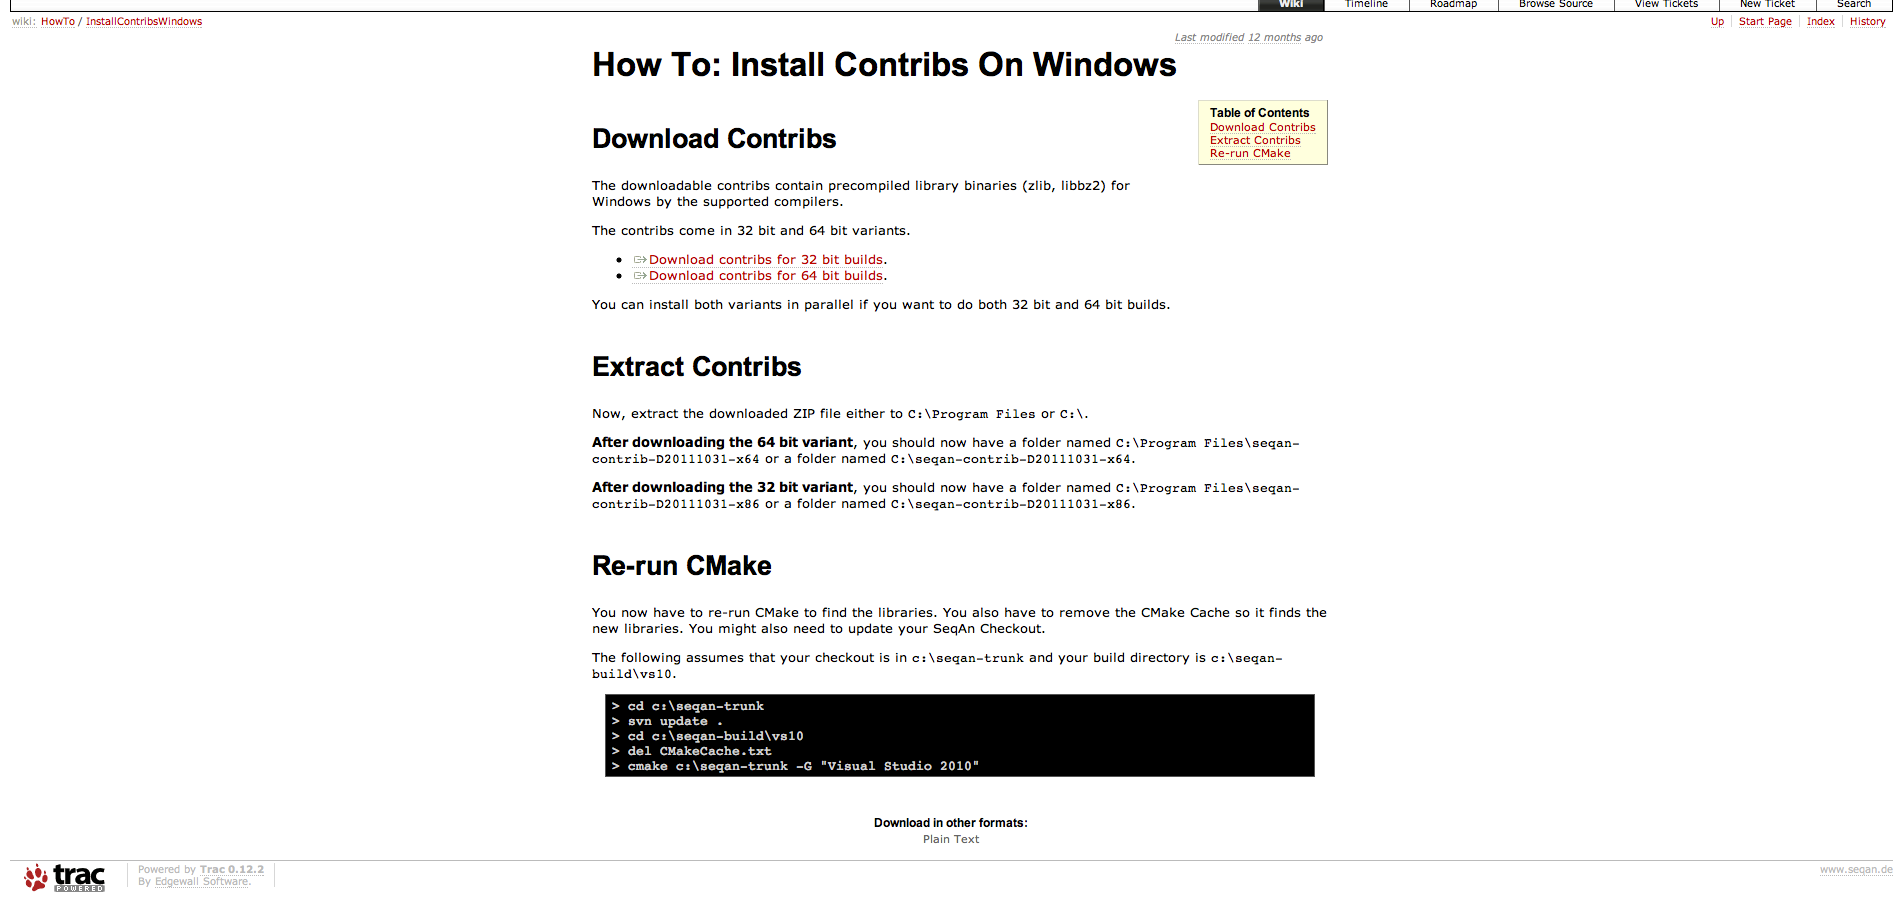 Wiki Timeline Roadmap Browse Source View Tickets New Ticket Search
wiki: HowTo / InstallContribsWindows
Up Start Page Index History
Last modified 12 months ago
How To: Install Contribs On Windows
Table of Contents
Download Contribs
Extract Contribs
Re-run CMake
Download Contribs
The downloadable contribs contain precompiled library binaries (zlib, libbz2) for
Windows by the supported compilers.
The contribs come in 32 bit and 64 bit variants.
• Download contribs for 32 bit builds.
• Download contribs for 64 bit builds.
You can install both variants in parallel if you want to do both 32 bit and 64 bit builds.
Extract Contribs
Now, extract the downloaded ZIP file either to C:\Program Files or C:\.
After downloading the 64 bit variant, you should now have a folder named C:\Program Files\seqan-
contrib-D20111031-x64 or a folder named C:\seqan-contrib-D20111031-x64.
After downloading the 32 bit variant, you should now have a folder named C:\Program Files\seqan-
contrib-D20111031-x86 or a folder named C:\seqan-contrib-D20111031-x86.
Re-run CMake
You now have to re-run CMake to find the libraries. You also have to remove the CMake Cache so it finds the
new libraries. You might also need to update your SeqAn Checkout.
The following assumes that your checkout is in c:\seqan-trunk and your build directory is c:\seqan-
build\vs10.
> cd c:\seqan-trunk
> svn update .
> cd c:\seqan-build\vs10
> del CMakeCache.txt
> cmake c:\seqan-trunk -G "Visual Studio 2010"
Download in other formats:
Plain Text
trac
POWERED
Powered by Trac 0.12.2
By Edgewall Software.
www.seqan.de